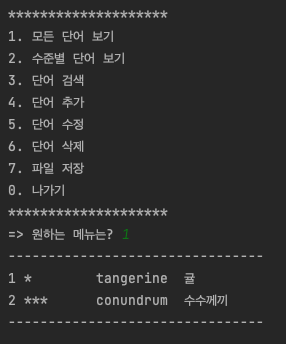 ********************
1. 모든 단어 보기
2. 수준별 단어 보기
3. 단어 검색
4. 단어 추가
5. 단어 수정
6. 단어 삭제
7. 파일 저장
0. 나가기
********************
=> 원하는 메뉴는? 1
--------------------------------
1 *        tangerine  귤
2 ***      conundrum  수수께끼
--------------------------------